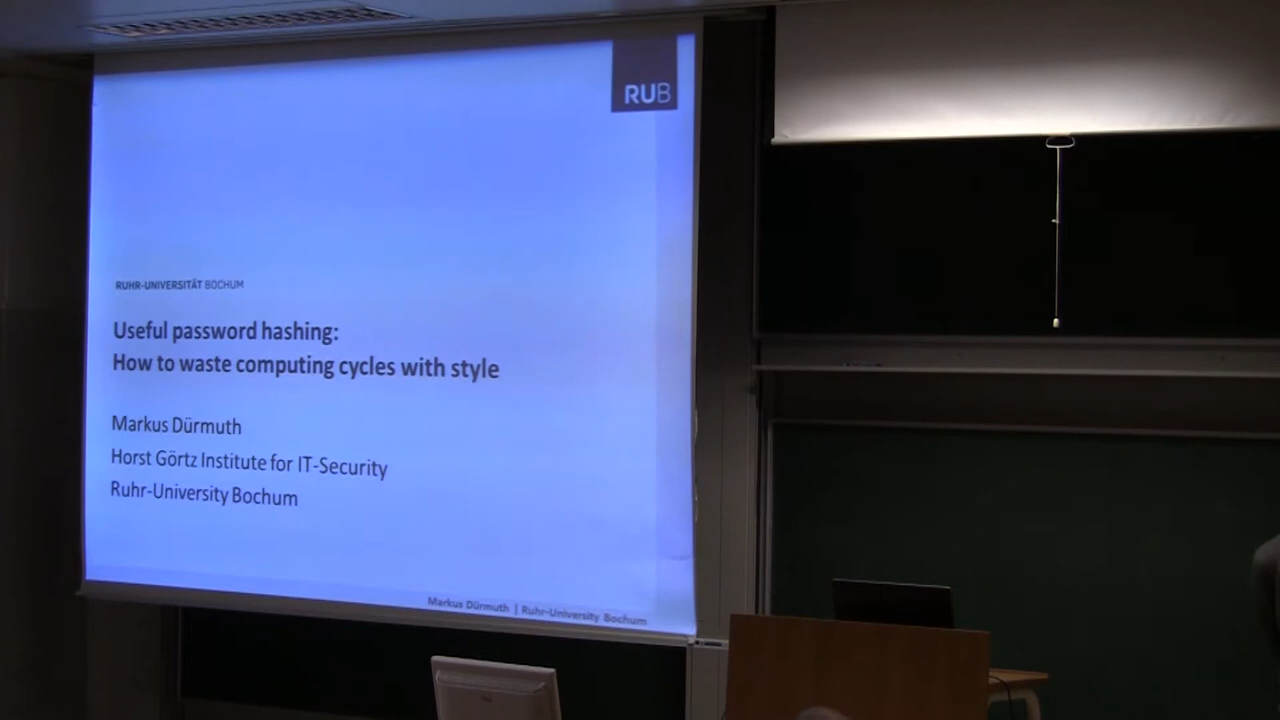 RUB
RUHR-UNIVERSITÄT BOCHUM
Useful password hashing:
How to waste computing cycles with style
Markus Dürmuth
Horst Görtz Institute for IT-Security
Ruhr-University Bochum
Markus Dürmuth | Ruhr-University Bochum